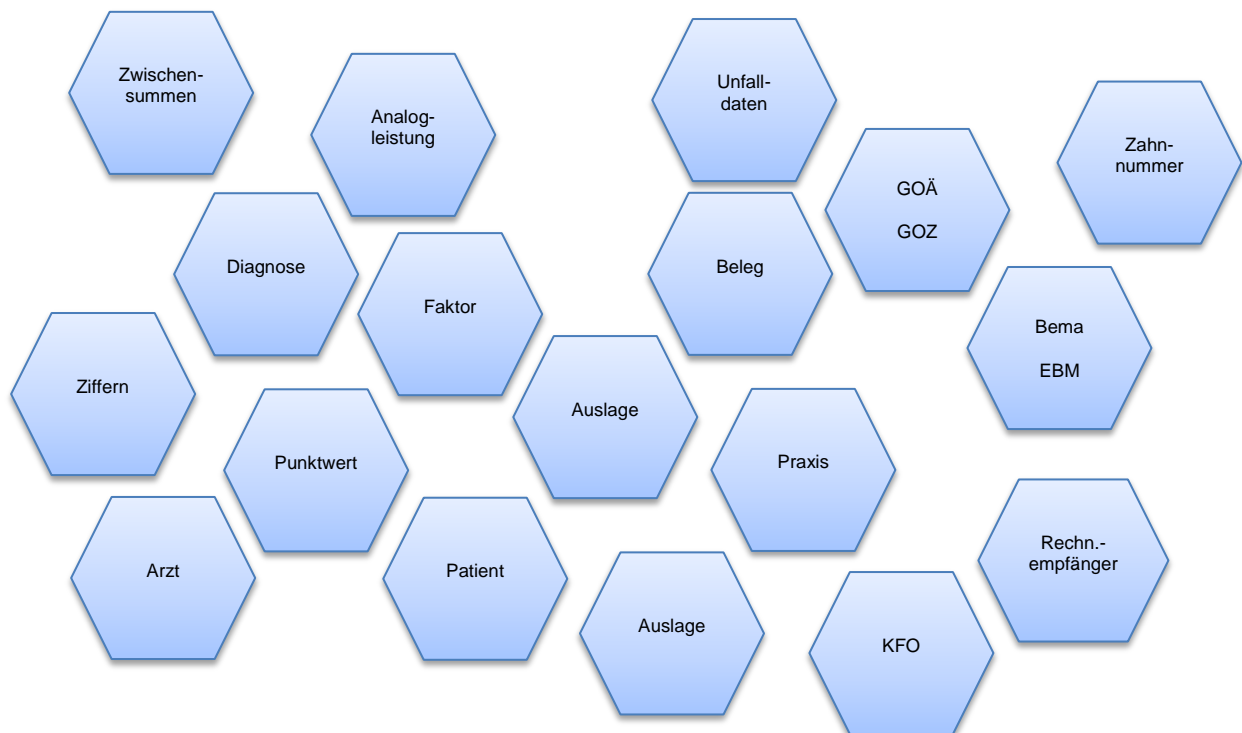 Zwischen-
summen
Unfall-
daten
Analog-
leistung
Zahn-
nummer
GOÄ
GOZ
Diagnose
Beleg
Faktor
Bema
EBM
Ziffern
Auslage
Punktwert
Praxis
Rechn.-
empfänger
Arzt
Patient
Auslage
KFO